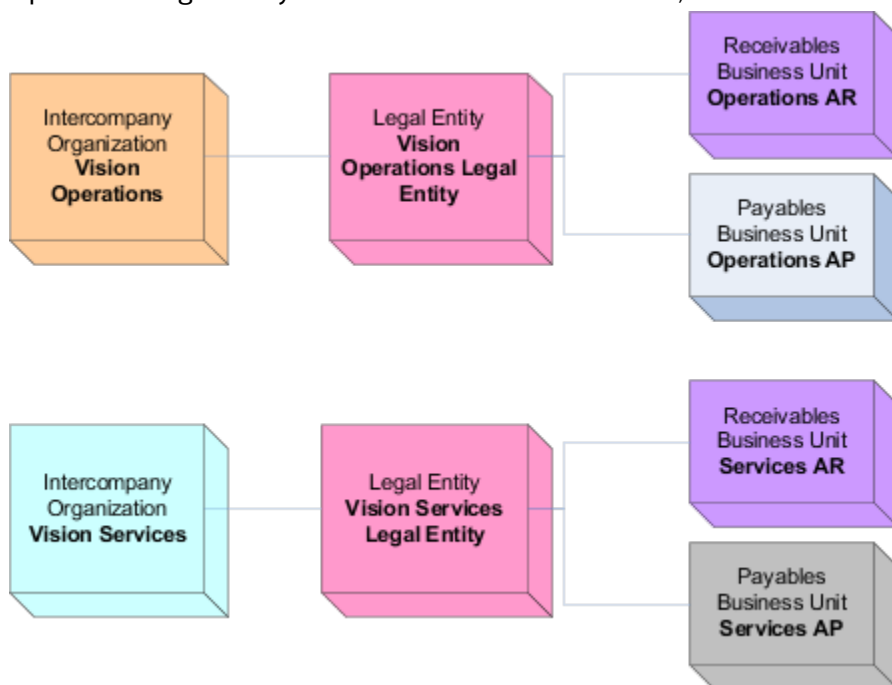 Intercompany
Organization
Vision
Operations
Legal Entity
Vision
Operations Legal
Entity
Receivables
Business Unit
Operations AR
Payables
Business Unit
Operations AP
Intercompany
Organization
Vision Services
Legal Entity
Vision Services
Legal Entity
Receivables
Business Unit
Services AR
Payables
Business Unit
Services AP